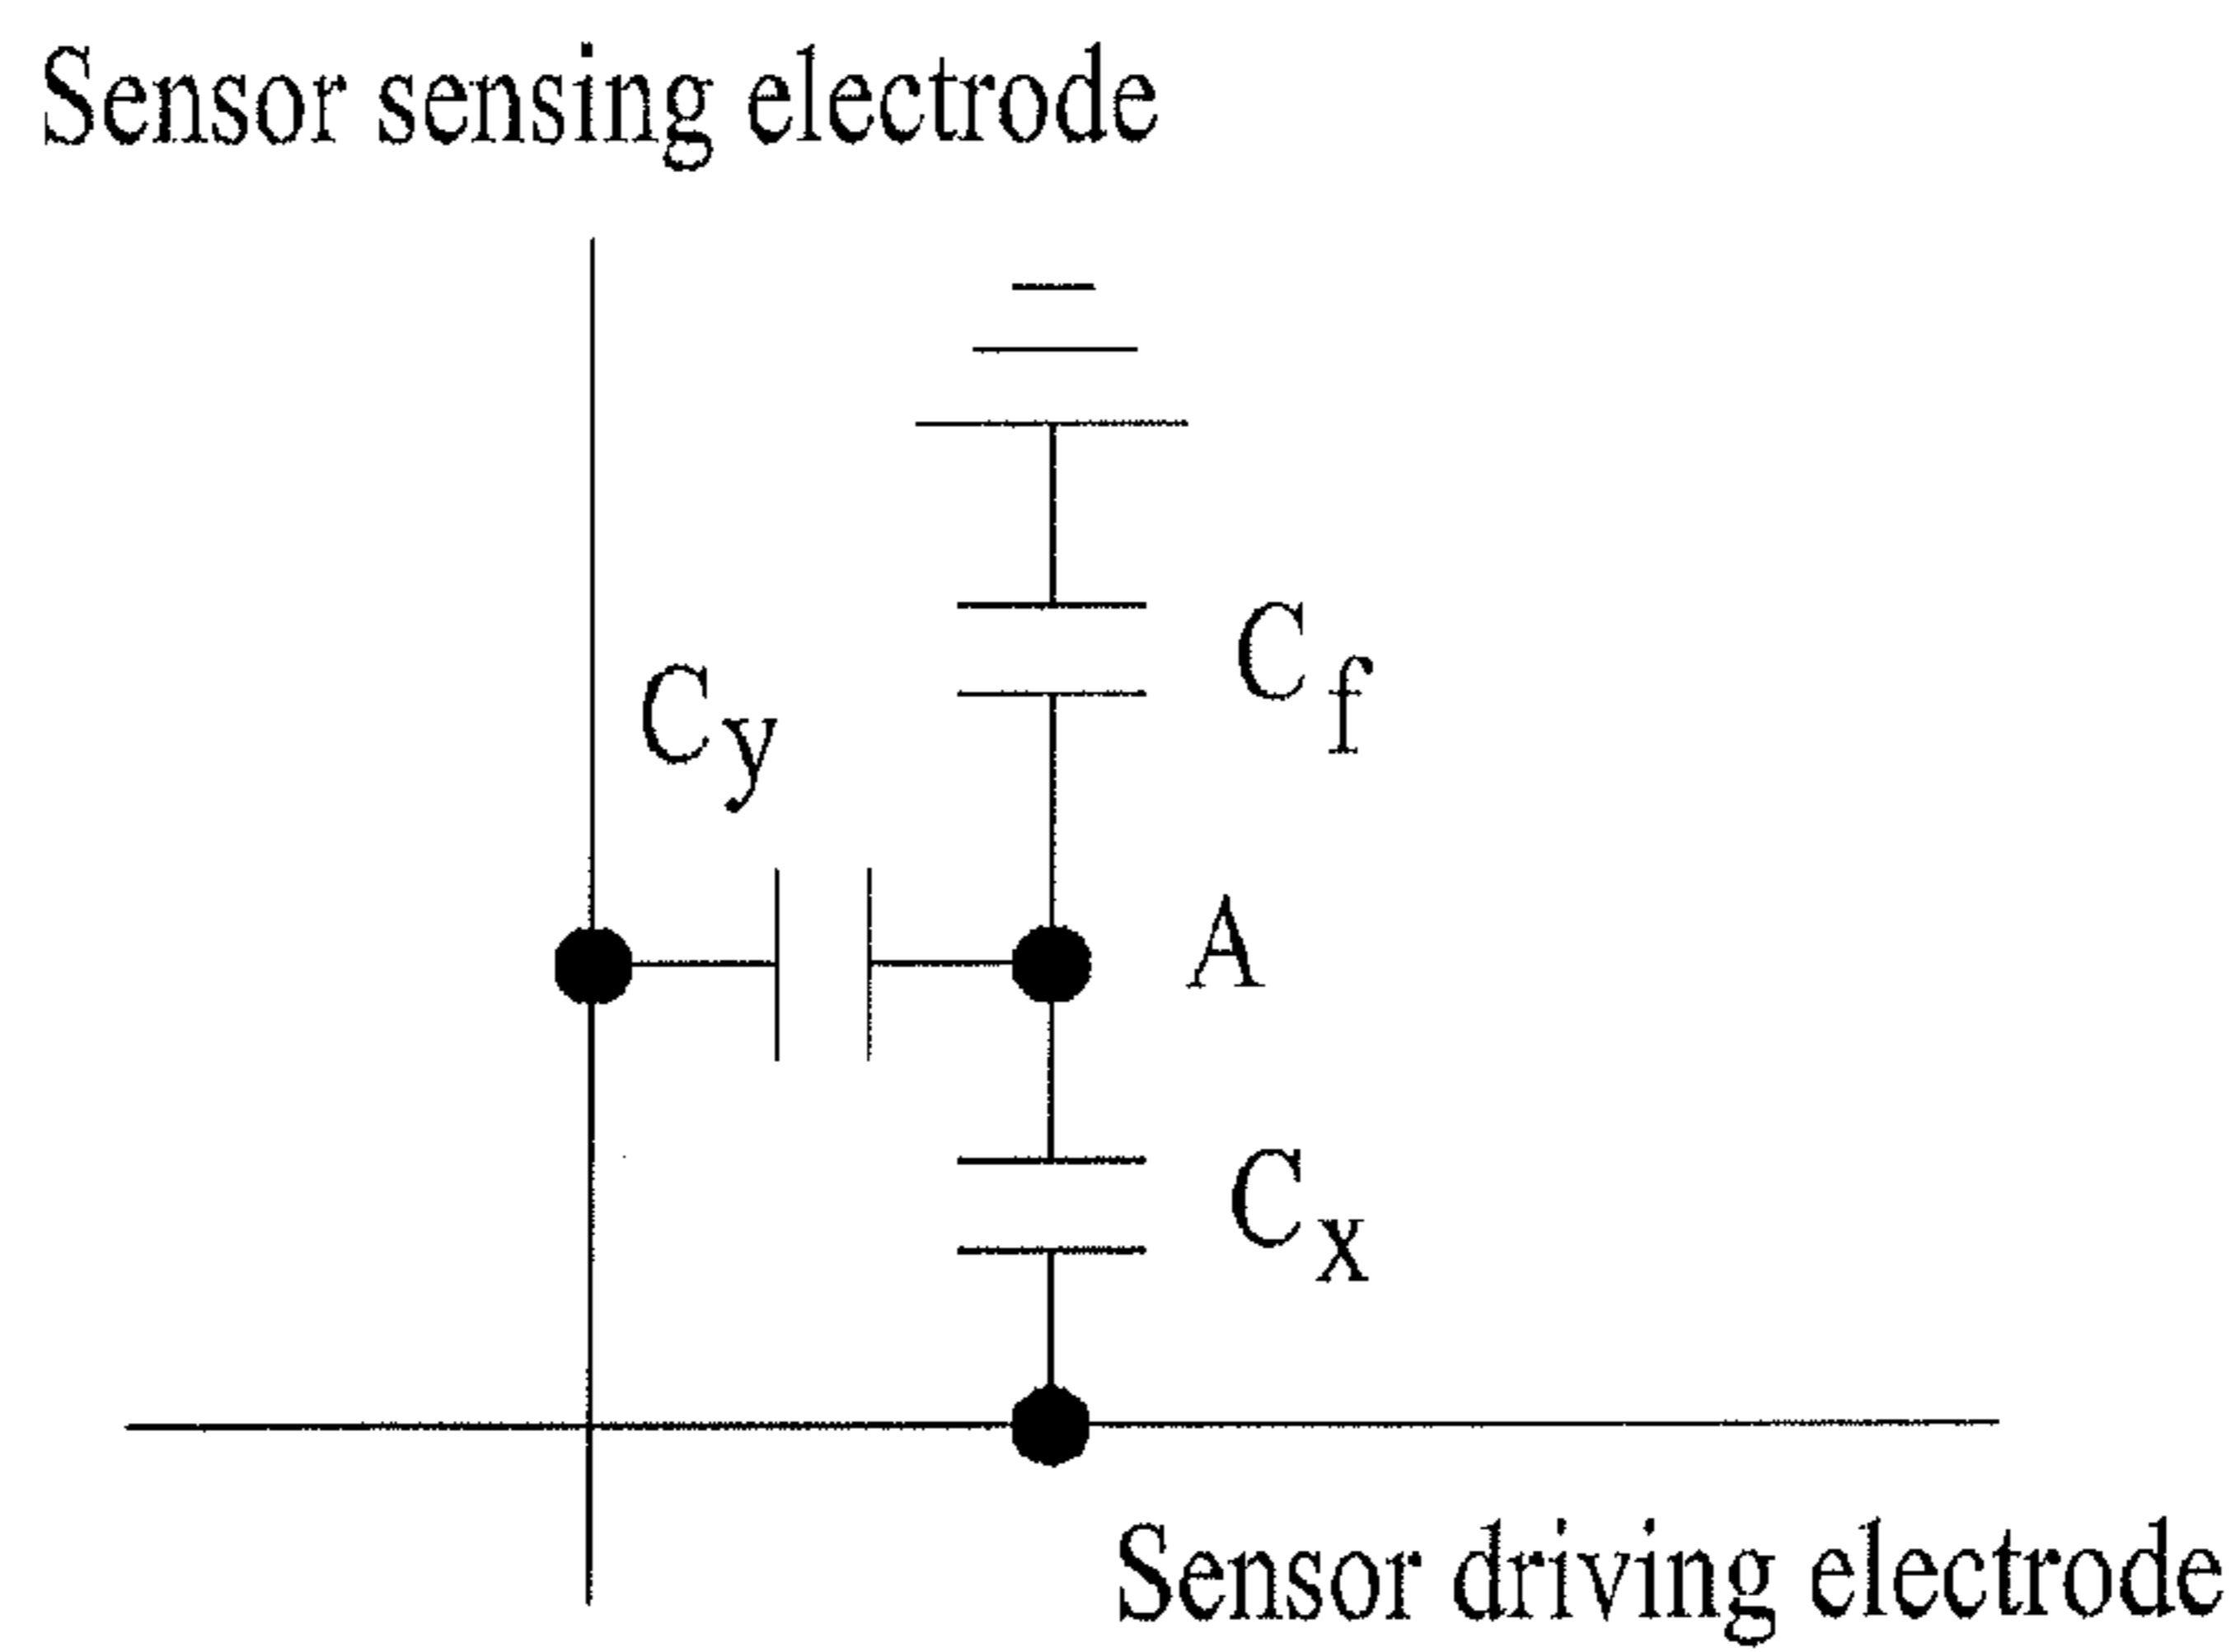 Sensor sensing electrode
Cf
Cy
A
Cx
Sensor driving electrode